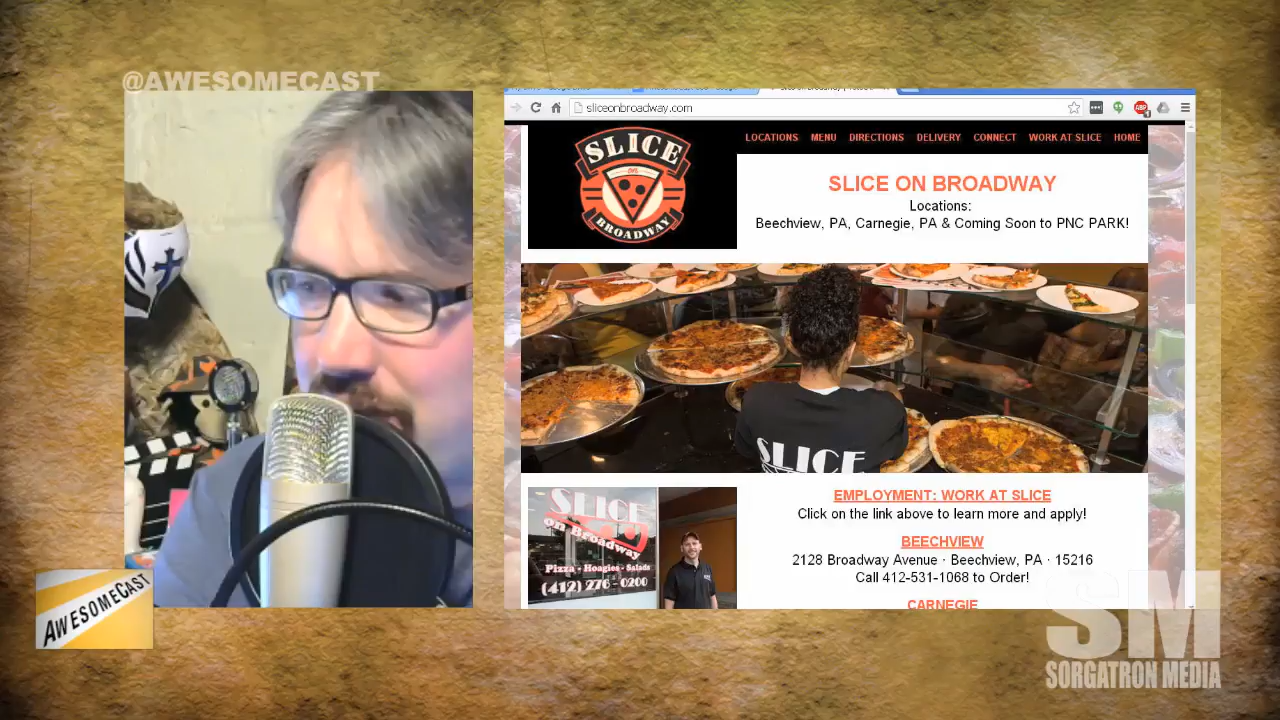 @AWESOMECAST
sliceonbroadway.com
ABP
SLICE
on
BROADWAY
LOCATIONS MENU DIRECTIONS DELIVERY CONNECT WORK AT SLICE HOME
SLICE ON BROADWAY
Locations:
Beechview, PA, Carnegie, PA & Coming Soon to PNC PARK!
SLICE
SLICE
on Broadway
Pizza - Hoagies - Salads
(412) 276 - 0200
EMPLOYMENT: WORK AT SLICE
Click on the link above to learn more and apply!
BEECHVIEW
2128 Broadway Avenue · Beechview, PA · 15216
Call 412-531-1068 to Order!
CARNEGIE
AWESOMECAST
SM
SORGATRON MEDIA